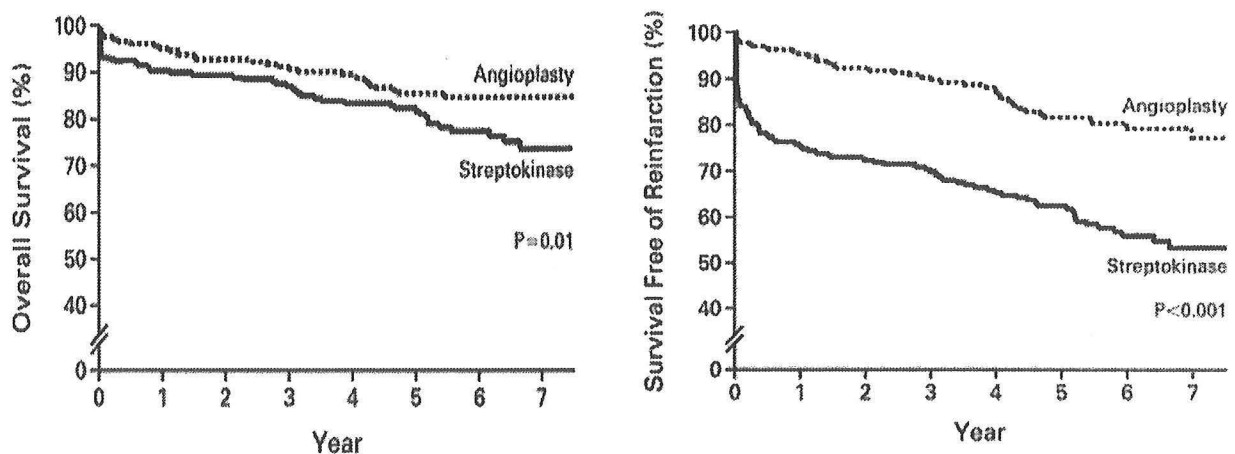 Overall Survival (%)
100
90
80
70
60
50
40
0
Angioplasty
Streptokinase
P=0.01
0 1 2 3 4 5 6 7
Year
Survival Free of Reinfarction (%)
100
90
80
70
60
50
40
0
Angioplasty
Streptokinase
P<0.001
0 1 2 3 4 5 6 7
Year